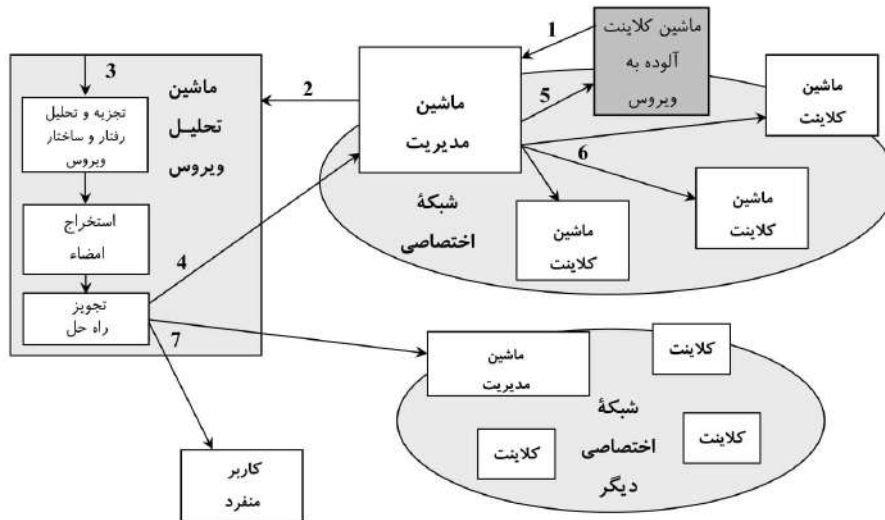 3
ماشین
تحلیـل
ویروس
تجزیه و تحلیل
رفتار و ساختار
ویروس
استخراج
امضاء
تجویز
راه حل
2
4
7
1
5
6
ماشین
مدیریت
ماشین کلاینت
آلوده به
ویروس
ماشین
کلاینت
ماشین
کلاینت
ماشین
کلاینت
شبکهٔ
اختصاصی
ماشین
مدیریت
کلاینت
شبکهٔ
اختصاصی
دیگر
کلاینت
کلاینت
کاربر
منفرد